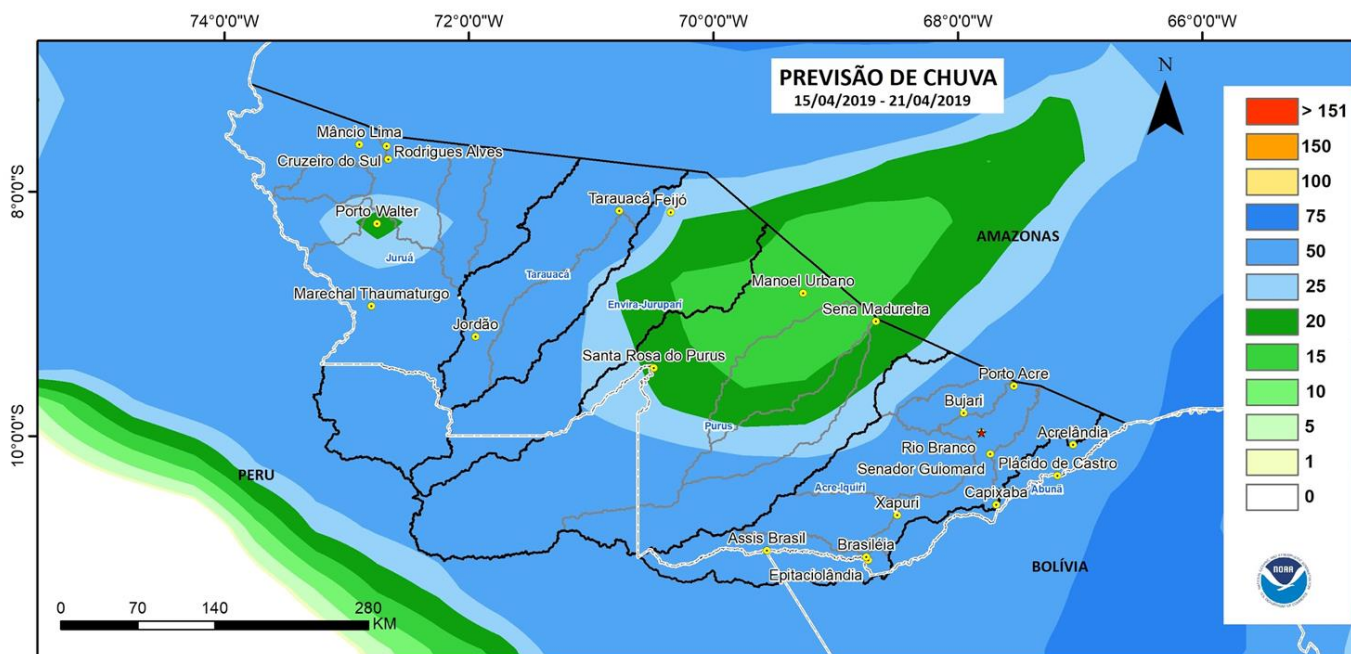 74°0'0"W 72°0'0"W 70°0'0"W 68°0'0"W 66°0'0"W
PREVISÃO DE CHUVA
15/04/2019 - 21/04/2019
N
> 151
150
100
75
50
25
20
15
10
5
1
0
NOAA
8°0'0"S
10°0'0"S
Mâncio Lima
Rodrigues Alves
Cruzeiro do Sul
Porto Walter
Juruá
Marechal Thaumaturgo
Jordão
Tarauacá Feijó
Tarauacá
AMAZONAS
Manoel Urbano
Envira-Jurupari
Sena Madureira
Santa Rosa do Purus
Purus
Porto Acre
Bujari
Rio Branco
Acrelândia
Senador Guiomard
Plácido de Castro
Acre-Iquiri
Abunã
Xapuri
Capixaba
Assis Brasil
Brasiléia
Epitaciolândia
PERU
BOLÍVIA
0 70 140 280
KM